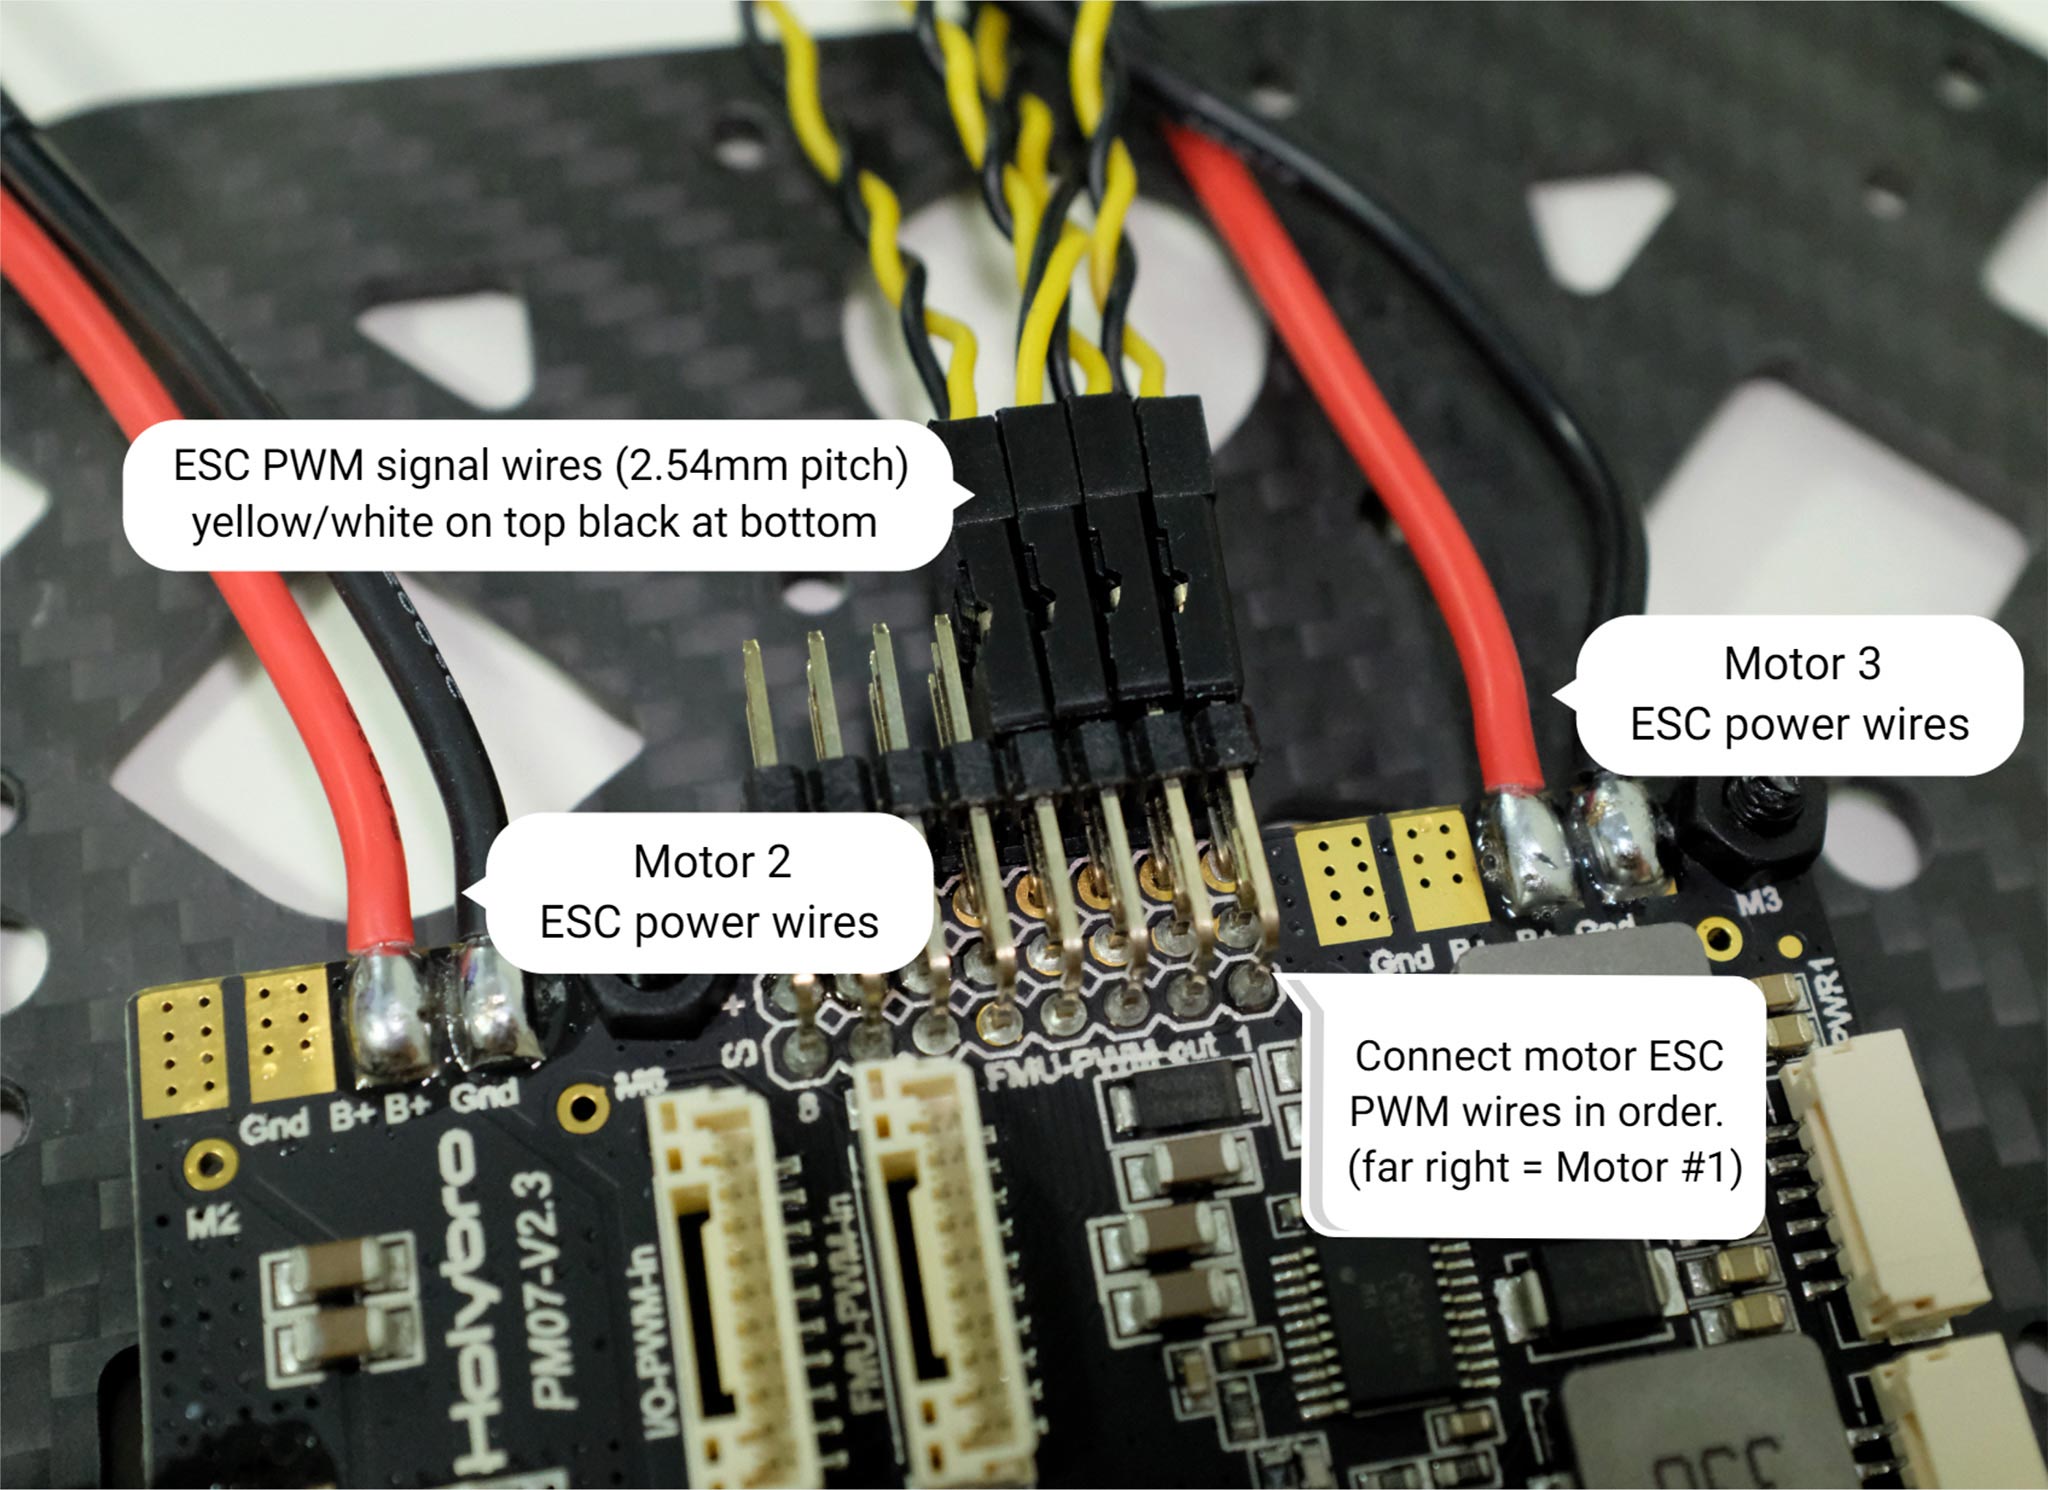 ESC PWM signal wires (2.54mm pitch)
yellow/white on top black at bottom
Motor 3
ESC power wires
Motor 2
ESC power wires
Connect motor ESC
PWM wires in order.
(far right = Motor #1)
M3
Gnd
Gnd
PWR1
+
S
FMU-PWM-out 1
8
Gnd B+ B+ Gnd
M2
Holybro
PM07-V2.3
I/O-PWM-in
FMU-PWM-in